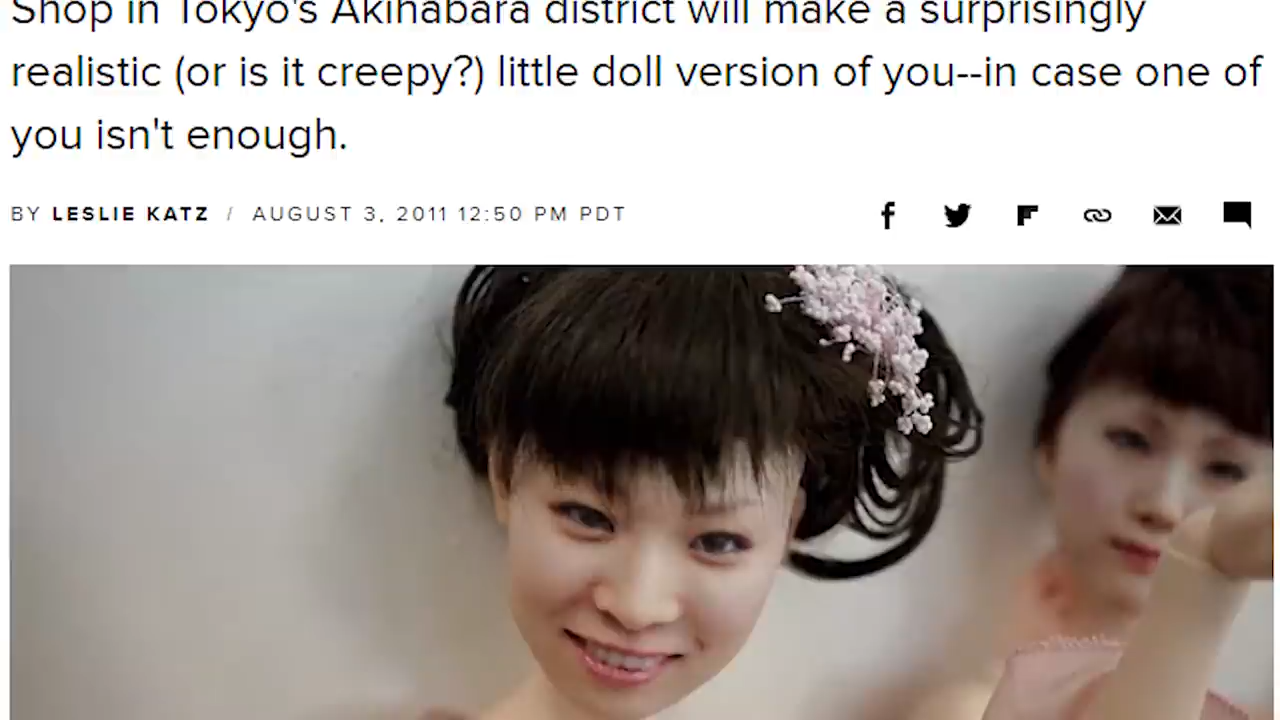 Shop in Tokyo's Akihabara district will make a surprisingly
realistic (or is it creepy?) little doll version of you--in case one of
you isn't enough.
BY LESLIE KATZ / AUGUST 3, 2011 12:50 PM PDT